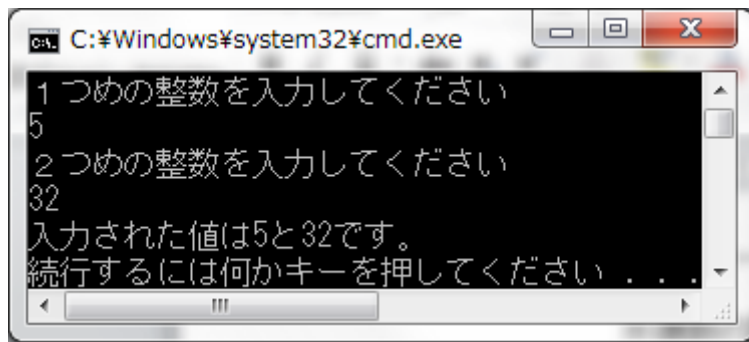 C:¥Windows¥system32¥cmd.exe
１つめの整数を入力してください
5
２つめの整数を入力してください
32
入力された値は5と32です。
続行するには何かキーを押してください . . .